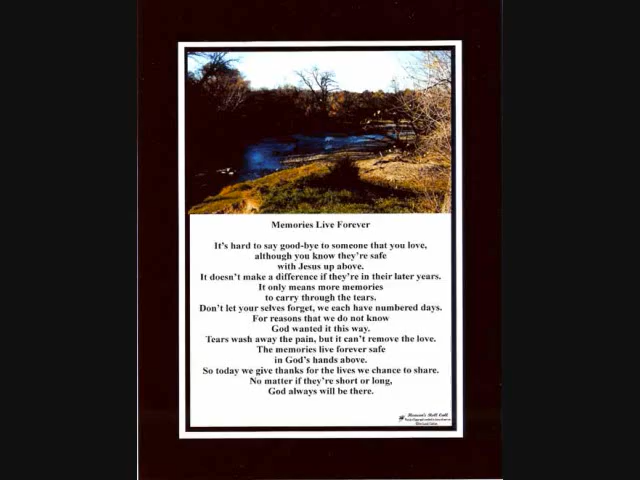 Memories Live Forever
It's hard to say good-bye to someone that you love,
although you know they're safe
with Jesus up above.
It doesn't make a difference if they're in their later years.
It only means more memories
to carry through the tears.
Don't let your selves forget, we each have numbered days.
For reasons that we do not know
God wanted it this way.
Tears wash away the pain, but it can't remove the love.
The memories live forever safe
in God's hands above.
So today we give thanks for the lives we chance to share.
No matter if they're short or long,
God always will be there.
Heaven's Roll Call